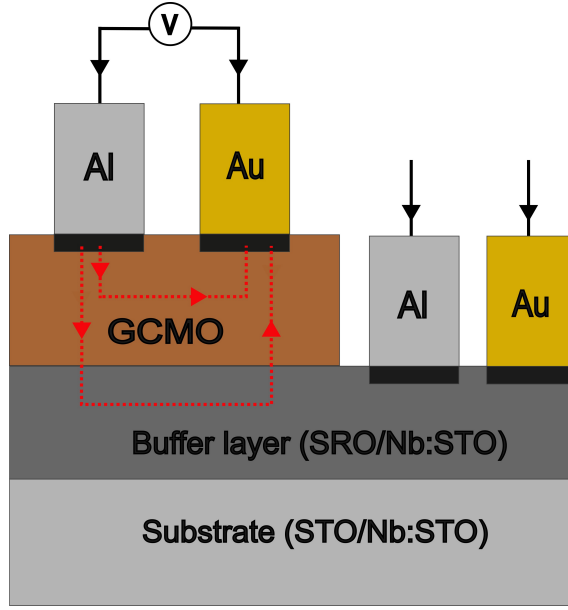 V
Al
Au
GCMO
Al
Au
Buffer layer (SRO/Nb:STO)
Substrate (STO/Nb:STO)